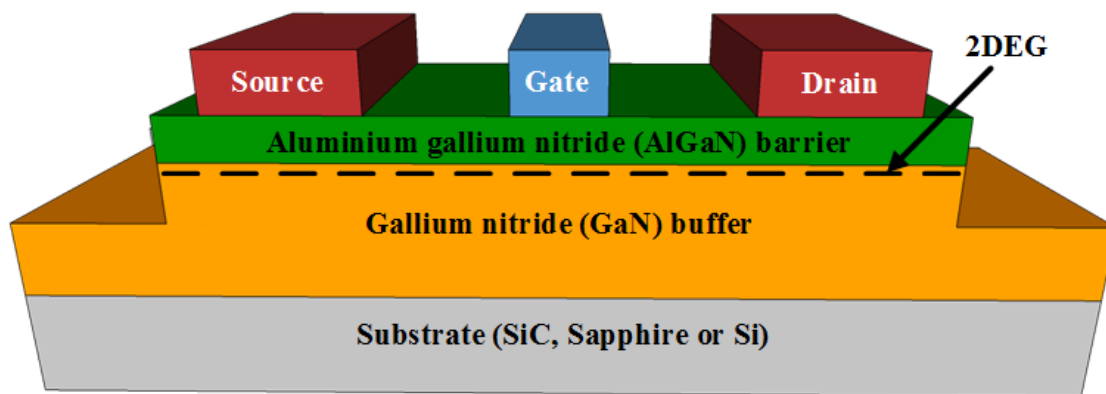 2DEG
Source
Gate
Drain
Aluminium gallium nitride (AlGaN) barrier
Gallium nitride (GaN) buffer
Substrate (SiC, Sapphire or Si)